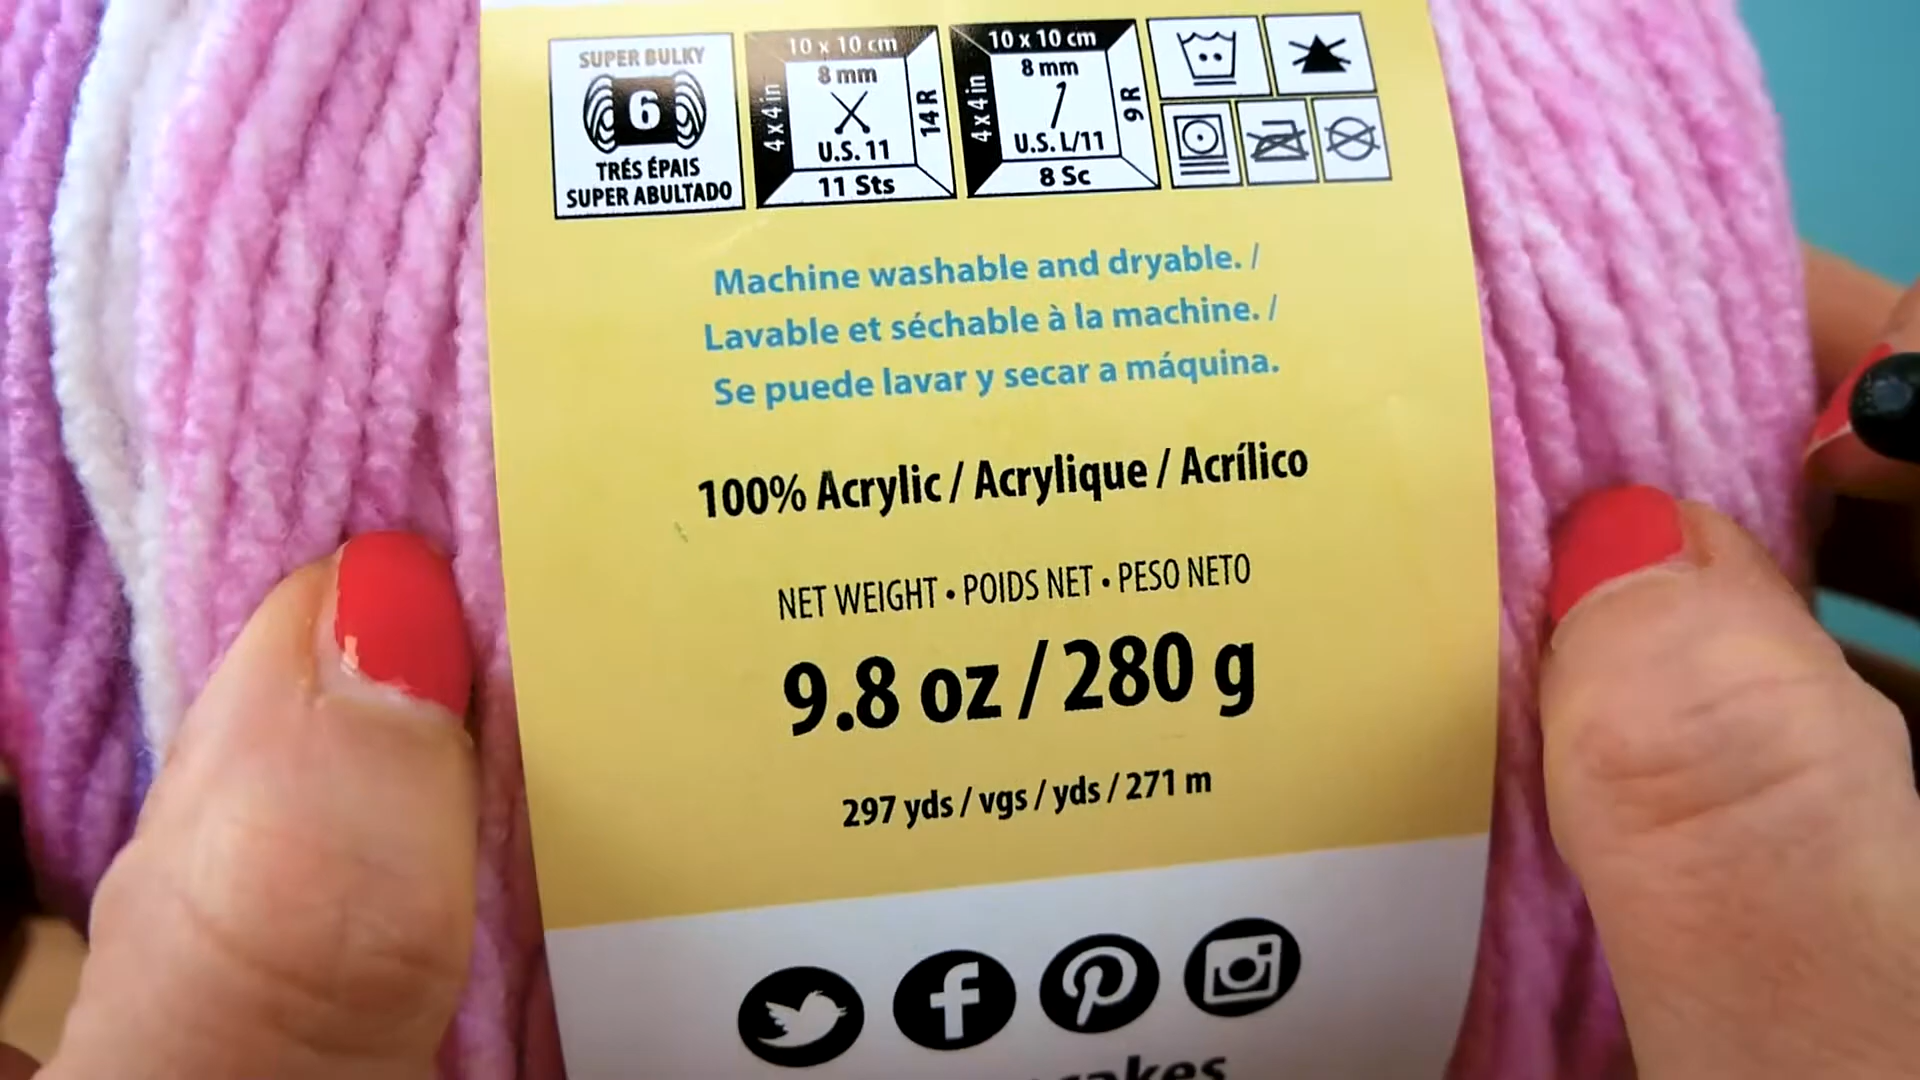 SUPER BULKY
6
TRÉS ÉPAIS
SUPER ABULTADO
10 x 10 cm
4 x 4 in
8 mm
U.S. 11
14 R
11 Sts
10 x 10 cm
4 x 4 in
8 mm
U.S. L/11
9 R
8 Sc
Machine washable and dryable. /
Lavable et séchable à la machine. /
Se puede lavar y secar a máquina.
100% Acrylic / Acrylique / Acrílico
NET WEIGHT • POIDS NET • PESO NETO
9.8 oz / 280 g
297 yds / vgs / yds / 271 m